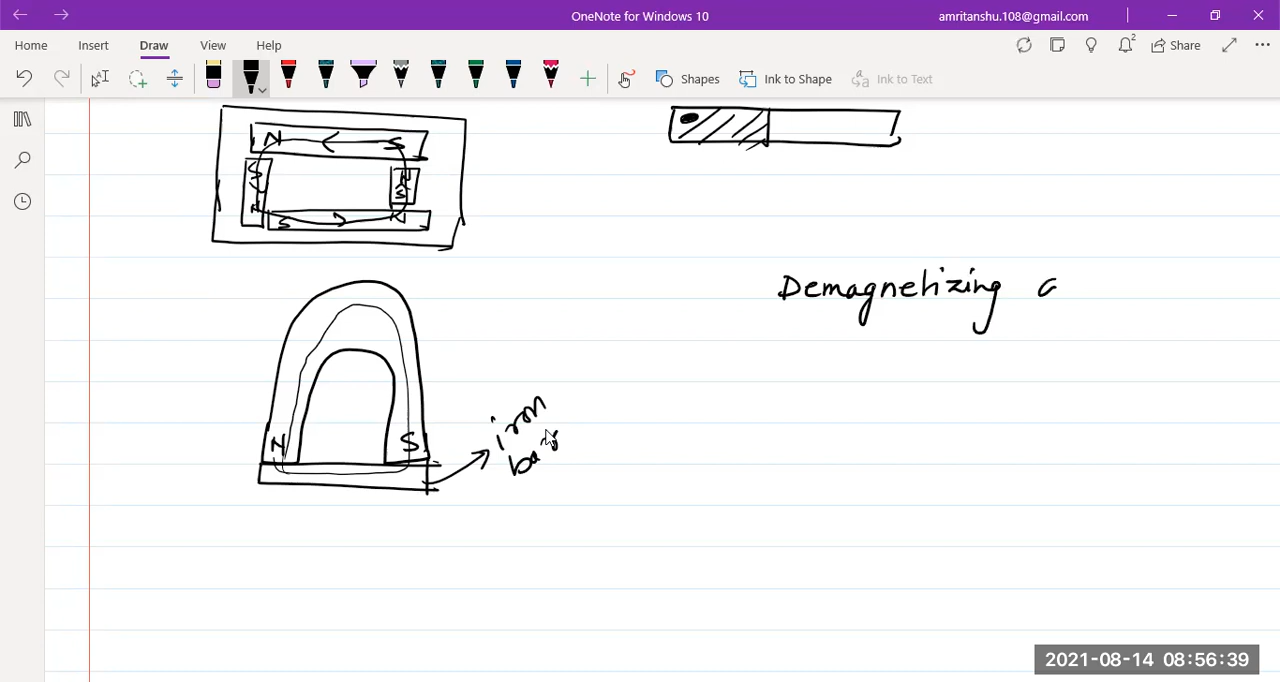 OneNote for Windows 10
amritanshu.108@gmail.com
Home Insert Draw View Help
2
Share
Shapes
Ink to Shape
Ink to Text
N S
S N
N S
S N
Demagnetizing
N S
iron
bar
2021-08-14 08:56:39